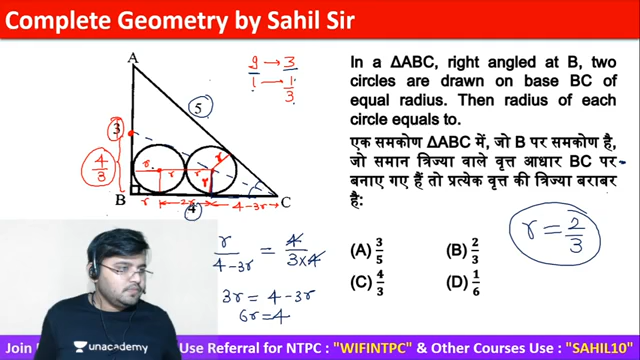 Complete Geometry by Sahil Sir
A
9 → 3
1 → 1/3
5
3
4/3
r r r
r
B
r 2r 4-3r
4
C
r/(4-3r) = 4/(3×4)
3r = 4-3r
6r = 4
In a ΔABC, right angled at B, two
circles are drawn on base BC of
equal radius. Then radius of each
circle equals to.
एक समकोण ΔABC में, जो B पर समकोण है,
जो समान त्रिज्या वाले वृत्त आधार BC पर
बनाए गए हैं तो प्रत्येक वृत्त की त्रिज्या बराबर
है:
r = 2/3
(A) 3/5 (B) 2/3
(C) 4/3 (D) 1/6
unacademy
Join Use Referral for NTPC : "WIFINTPC" & Other Courses Use : "SAHIL10"